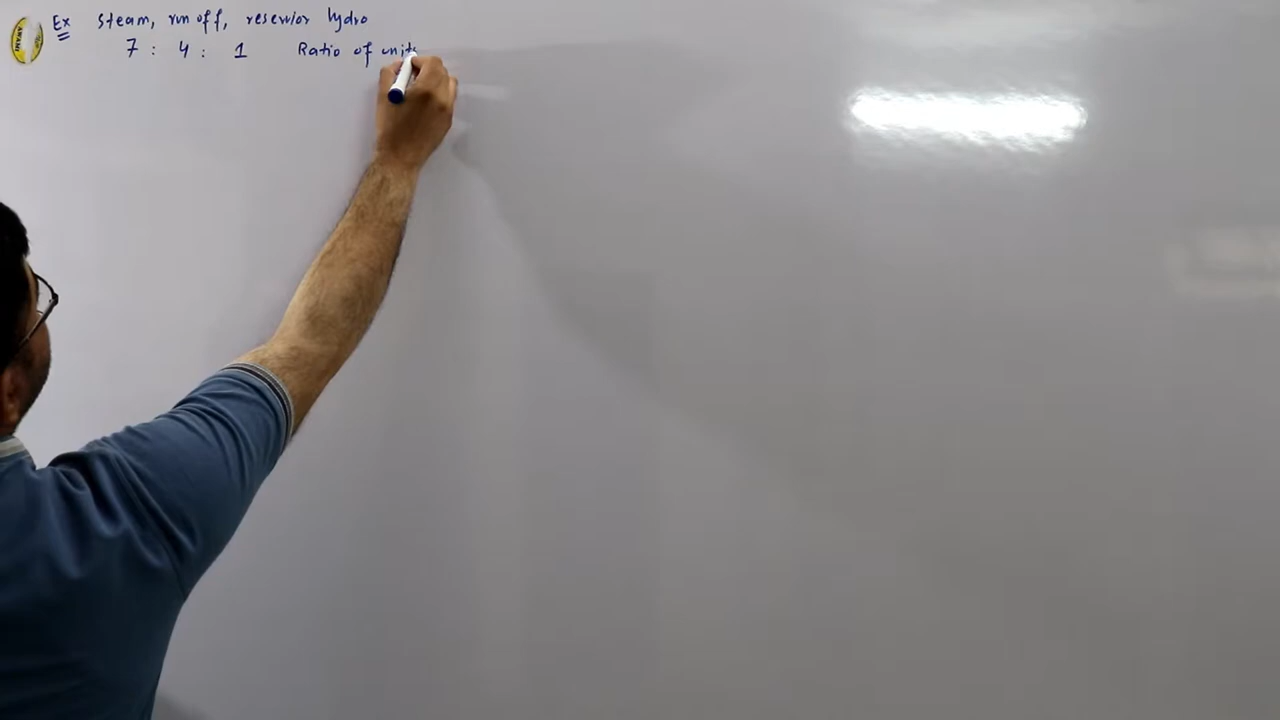 Ex Steam, run off, reservior hydro
7 : 4 : 1 Ratio of units